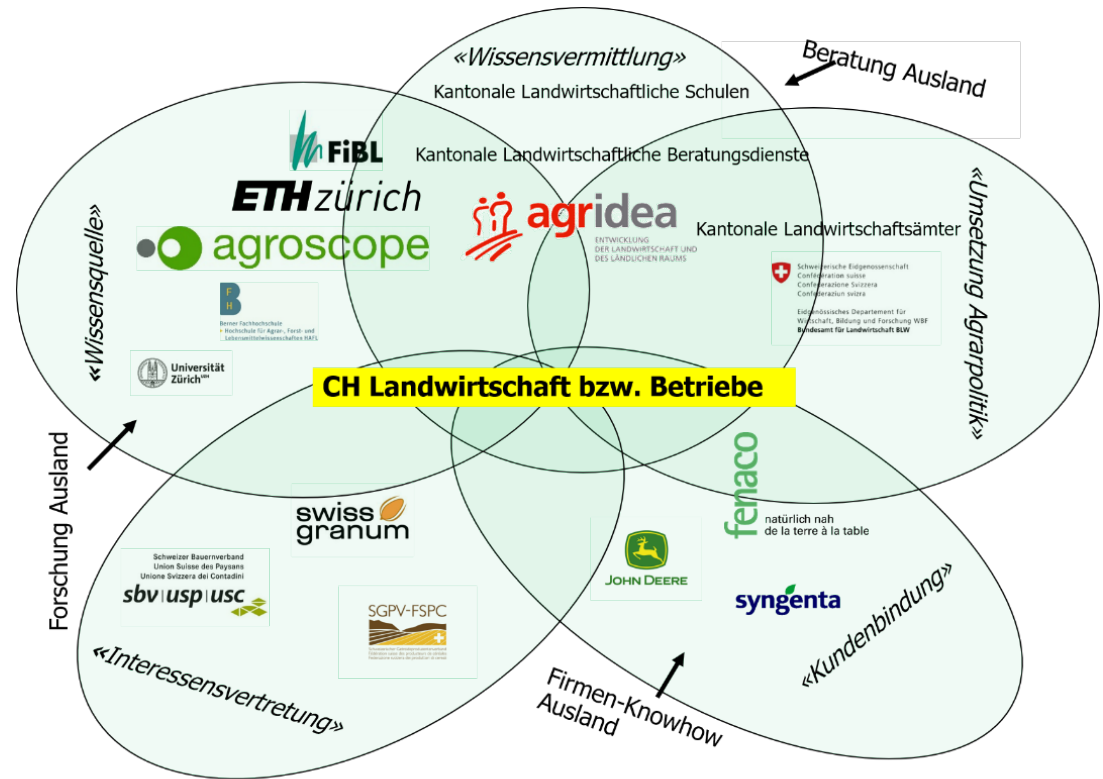 «Wissensvermittlung»
Kantonale Landwirtschaftliche Schulen
Beratung Ausland
FiBL
Kantonale Landwirtschaftliche Beratungsdienste
ETH zürich
agridea
ENTWICKLUNG
DER LANDWIRTSCHAFT UND
DES LÄNDLICHEN RAUMS
agroscope
Kantonale Landwirtschaftsämter
«Umsetzung Agrarpolitik»
«Wissensquelle»
Schweizerische Eidgenossenschaft
Confédération suisse
Confederazione Svizzera
Confederaziun svizra
Eidgenössisches Departement für
Wirtschaft, Bildung und Forschung WBF
Bundesamt für Landwirtschaft BLW
B
F
H
Berner Fachhochschule
Hochschule für Agrar-, Forst- und
Lebensmittelwissenschaften HAFL
Universität
Zürich UZH
CH Landwirtschaft bzw. Betriebe
Forschung Ausland
fenaco
natürlich nah
de la terre à la table
swiss
granum
JOHN DEERE
Schweizer Bauernverband
Union Suisse des Paysans
Unione Svizzera dei Contadini
sbv | usp | usc
syngenta
SGPV-FSPC
«Kundenbindung»
«Interessensvertretung»
Firmen-Knowhow
Ausland